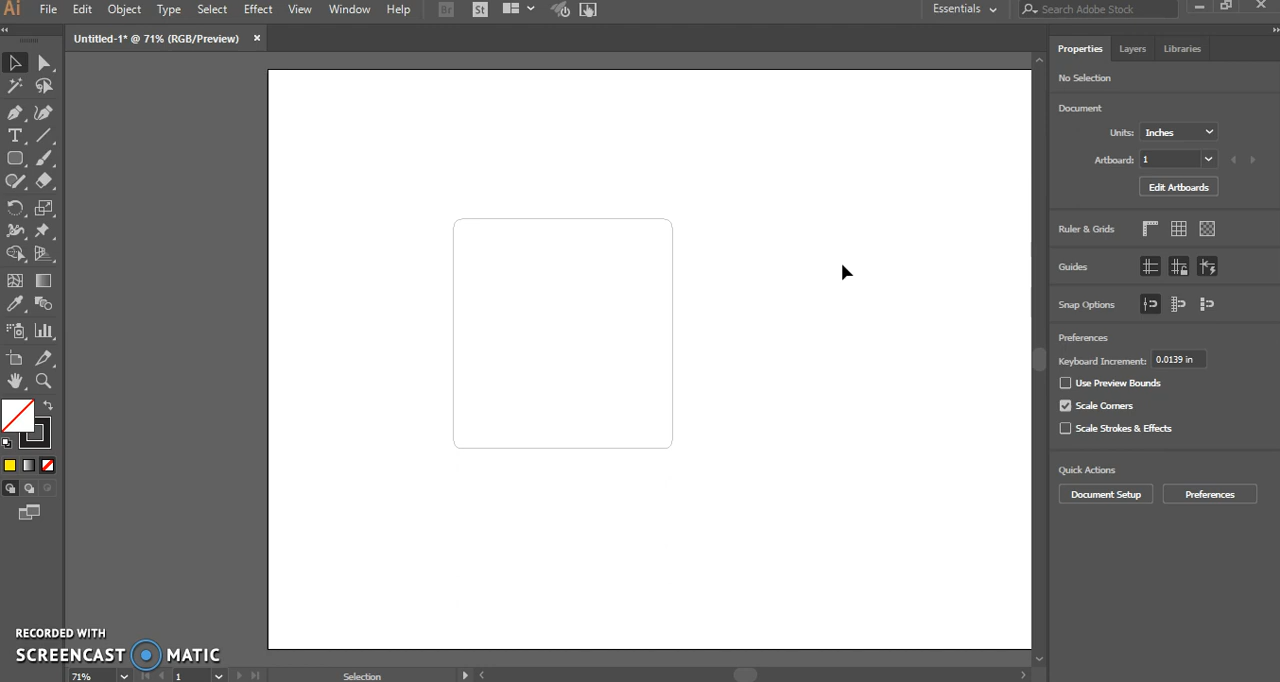 Ai File Edit Object Type Select Effect View Window Help Br St Essentials Search Adobe Stock
Untitled-1* @ 71% (RGB/Preview)
Properties Layers Libraries
No Selection
Document
Units: Inches
Artboard: 1
Edit Artboards
Ruler & Grids
Guides
Snap Options
Preferences
Keyboard Increment: 0.0139 in
Use Preview Bounds
Scale Corners
Scale Strokes & Effects
Quick Actions
Document Setup Preferences
RECORDED WITH
SCREENCAST MATIC
71% 1 Selection